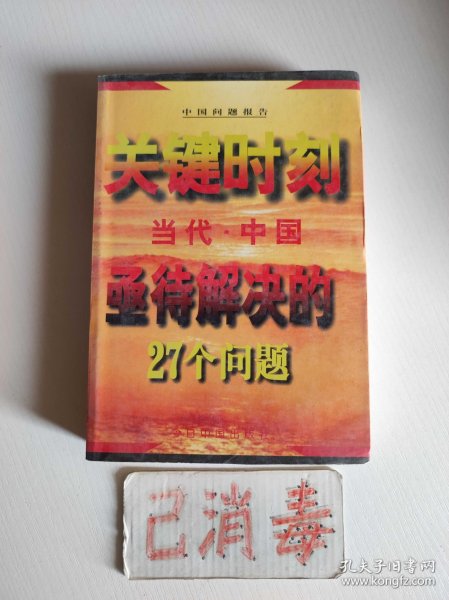 中国问题报告
关键时刻
当代·中国
亟待解决的
27个问题
今日中国出版社
已消毒
孔夫子旧书网
www.kongfz.com